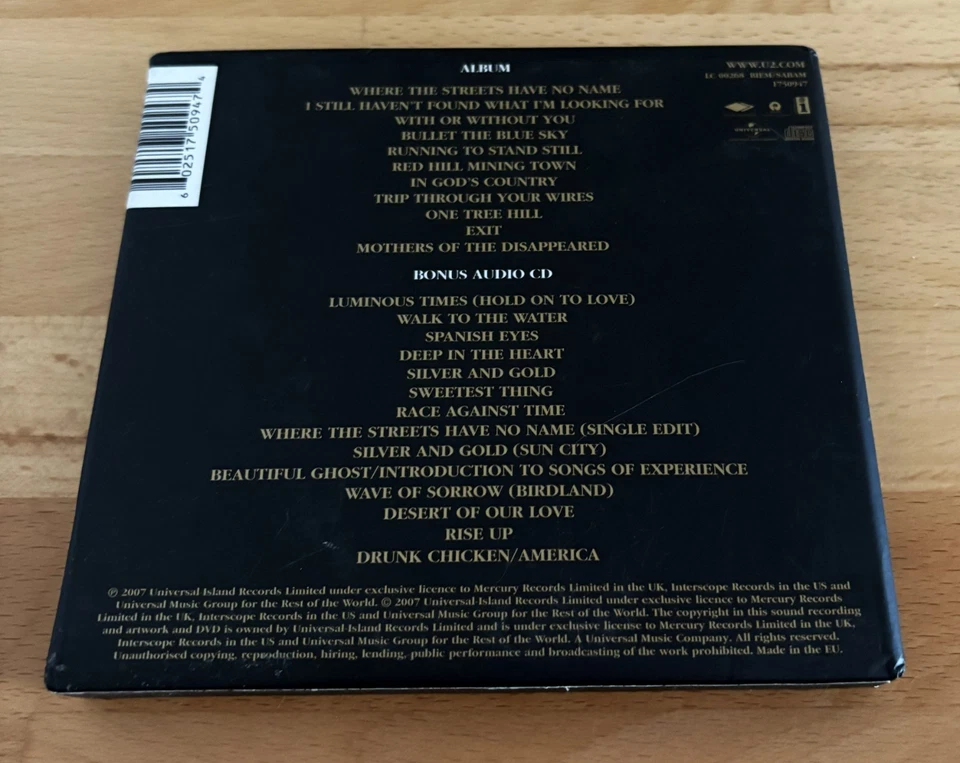 ALBUM
WHERE THE STREETS HAVE NO NAME
I STILL HAVEN'T FOUND WHAT I'M LOOKING FOR
WITH OR WITHOUT YOU
BULLET THE BLUE SKY
RUNNING TO STAND STILL
RED HILL MINING TOWN
IN GOD'S COUNTRY
TRIP THROUGH YOUR WIRES
ONE TREE HILL
EXIT
MOTHERS OF THE DISAPPEARED
BONUS AUDIO CD
LUMINOUS TIMES (HOLD ON TO LOVE)
WALK TO THE WATER
SPANISH EYES
DEEP IN THE HEART
SILVER AND GOLD
SWEETEST THING
RACE AGAINST TIME
WHERE THE STREETS HAVE NO NAME (SINGLE EDIT)
SILVER AND GOLD (SUN CITY)
BEAUTIFUL GHOST/INTRODUCTION TO SONGS OF EXPERIENCE
WAVE OF SORROW (BIRDLAND)
DESERT OF OUR LOVE
RISE UP
DRUNK CHICKEN/AMERICA
WWW.U2.COM
LC 00268 BIEM/SABAM
1750947
UNIVERSAL
6 02517 50947 4
℗ 2007 Universal Island Records Limited under exclusive licence to Mercury Records Limited in the UK, Interscope Records in the US and
Universal Music Group for the Rest of the World. © 2007 Universal-Island Records Limited under exclusive licence to Mercury Records
Limited in the UK, Interscope Records in the US and Universal Music Group for the Rest of the World. The copyright in this sound recording
and artwork and DVD is owned by Universal-Island Records Limited and is under exclusive license to Mercury Records Limited in the UK,
Interscope Records in the US and Universal Music Group for the Rest of the World. A Universal Music Company. All rights reserved.
Unauthorised copying, reproduction, hiring, lending, public performance and broadcasting of the work prohibited. Made in the EU.